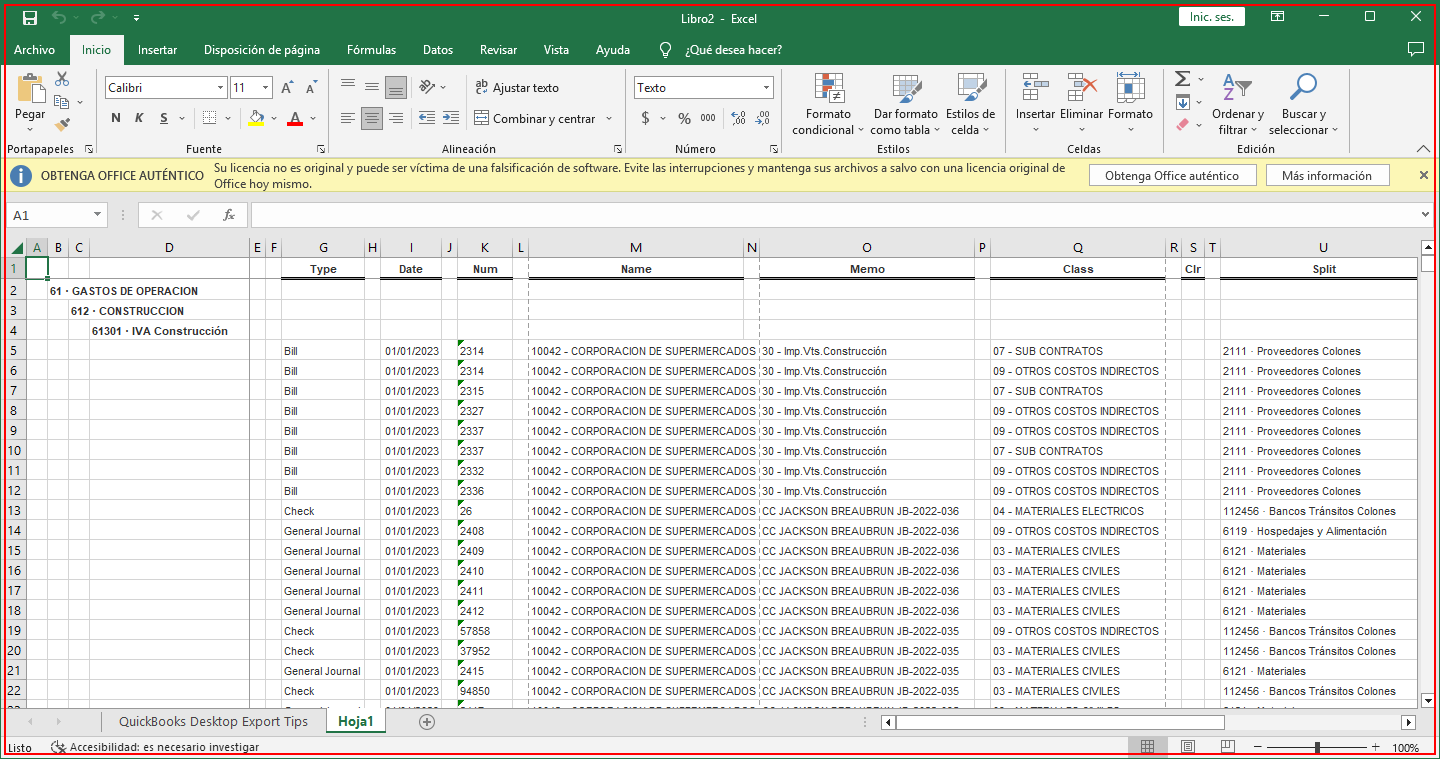 Libro2 - Excel
Inic. ses.
Archivo Inicio Insertar Disposición de página Fórmulas Datos Revisar Vista Ayuda ¿Qué desea hacer?
Pegar
Calibri 11
N K S
Ajustar texto
Combinar y centrar
Texto
$ % 000
Formato condicional
Dar formato como tabla
Estilos de celda
Insertar Eliminar Formato
Ordenar y filtrar
Buscar y seleccionar
Portapapeles Fuente Alineación Número Estilos Celdas Edición
OBTENGA OFFICE AUTÉNTICO
Su licencia no es original y puede ser víctima de una falsificación de software. Evite las interrupciones y mantenga sus archivos a salvo con una licencia original de
Office hoy mismo.
Obtenga Office auténtico Más información
A1 fx
A B C D E F G H I J K L M N O P Q R S T U
1 Type Date Num Name Memo Class Clr Split
2 61 · GASTOS DE OPERACION
3 612 · CONSTRUCCION
4 61301 · IVA Construcción
5 Bill 01/01/2023 2314 10042 - CORPORACION DE SUPERMERCADOS 30 - Imp.Vts.Construcción 07 - SUB CONTRATOS 2111 · Proveedores Colones
6 Bill 01/01/2023 2314 10042 - CORPORACION DE SUPERMERCADOS 30 - Imp.Vts.Construcción 09 - OTROS COSTOS INDIRECTOS 2111 · Proveedores Colones
7 Bill 01/01/2023 2315 10042 - CORPORACION DE SUPERMERCADOS 30 - Imp.Vts.Construcción 07 - SUB CONTRATOS 2111 · Proveedores Colones
8 Bill 01/01/2023 2327 10042 - CORPORACION DE SUPERMERCADOS 30 - Imp.Vts.Construcción 09 - OTROS COSTOS INDIRECTOS 2111 · Proveedores Colones
9 Bill 01/01/2023 2337 10042 - CORPORACION DE SUPERMERCADOS 30 - Imp.Vts.Construcción 09 - OTROS COSTOS INDIRECTOS 2111 · Proveedores Colones
10 Bill 01/01/2023 2337 10042 - CORPORACION DE SUPERMERCADOS 30 - Imp.Vts.Construcción 07 - SUB CONTRATOS 2111 · Proveedores Colones
11 Bill 01/01/2023 2332 10042 - CORPORACION DE SUPERMERCADOS 30 - Imp.Vts.Construcción 09 - OTROS COSTOS INDIRECTOS 2111 · Proveedores Colones
12 Bill 01/01/2023 2336 10042 - CORPORACION DE SUPERMERCADOS 30 - Imp.Vts.Construcción 09 - OTROS COSTOS INDIRECTOS 2111 · Proveedores Colones
13 Check 01/01/2023 26 10042 - CORPORACION DE SUPERMERCADOS CC JACKSON BREAUBRUN JB-2022-036 04 - MATERIALES ELECTRICOS 112456 · Bancos Tránsitos Colones
14 General Journal 01/01/2023 2408 10042 - CORPORACION DE SUPERMERCADOS CC JACKSON BREAUBRUN JB-2022-036 09 - OTROS COSTOS INDIRECTOS 6119 · Hospedajes y Alimentación
15 General Journal 01/01/2023 2409 10042 - CORPORACION DE SUPERMERCADOS CC JACKSON BREAUBRUN JB-2022-036 03 - MATERIALES CIVILES 6121 · Materiales
16 General Journal 01/01/2023 2410 10042 - CORPORACION DE SUPERMERCADOS CC JACKSON BREAUBRUN JB-2022-036 03 - MATERIALES CIVILES 6121 · Materiales
17 General Journal 01/01/2023 2411 10042 - CORPORACION DE SUPERMERCADOS CC JACKSON BREAUBRUN JB-2022-036 03 - MATERIALES CIVILES 6121 · Materiales
18 General Journal 01/01/2023 2412 10042 - CORPORACION DE SUPERMERCADOS CC JACKSON BREAUBRUN JB-2022-036 03 - MATERIALES CIVILES 6121 · Materiales
19 Check 01/01/2023 57858 10042 - CORPORACION DE SUPERMERCADOS CC JACKSON BREAUBRUN JB-2022-035 09 - OTROS COSTOS INDIRECTOS 112456 · Bancos Tránsitos Colones
20 Check 01/01/2023 37952 10042 - CORPORACION DE SUPERMERCADOS CC JACKSON BREAUBRUN JB-2022-035 03 - MATERIALES CIVILES 112456 · Bancos Tránsitos Colones
21 General Journal 01/01/2023 2415 10042 - CORPORACION DE SUPERMERCADOS CC JACKSON BREAUBRUN JB-2022-035 03 - MATERIALES CIVILES 6121 · Materiales
22 Check 01/01/2023 94850 10042 - CORPORACION DE SUPERMERCADOS CC JACKSON BREAUBRUN JB-2022-035 03 - MATERIALES CIVILES 112456 · Bancos Tránsitos Colones
QuickBooks Desktop Export Tips Hoja1
Listo Accesibilidad: es necesario investigar 100%